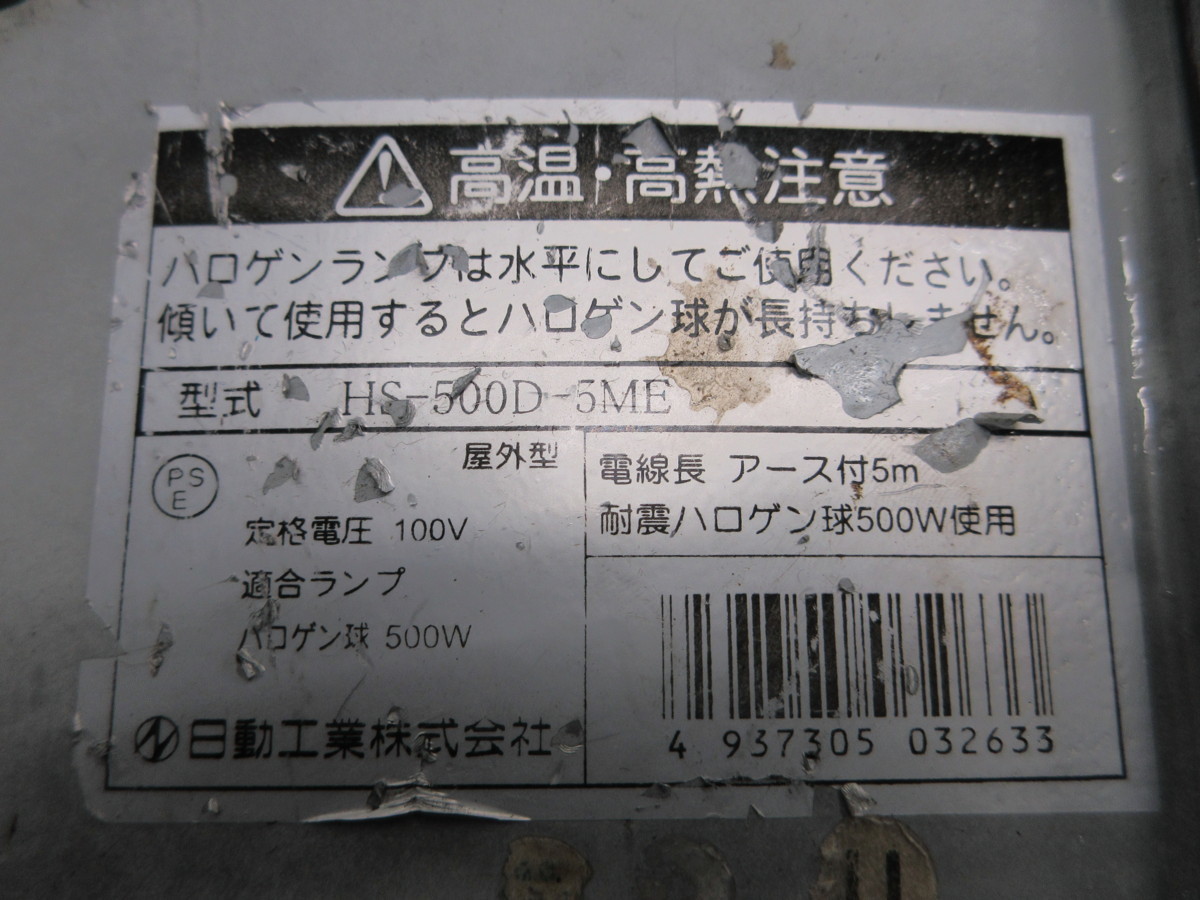 高温・高熱注意
ハロゲンランプは水平にしてご使用ください。
傾いて使用するとハロゲン球が長持ちしません。
型式 HS-500D-5ME
PS
E
屋外型
定格電圧 100V
適合ランプ
ハロゲン球 500W
日動工業株式会社
電線長 アース付5m
耐震ハロゲン球500W使用
4 937305 032633